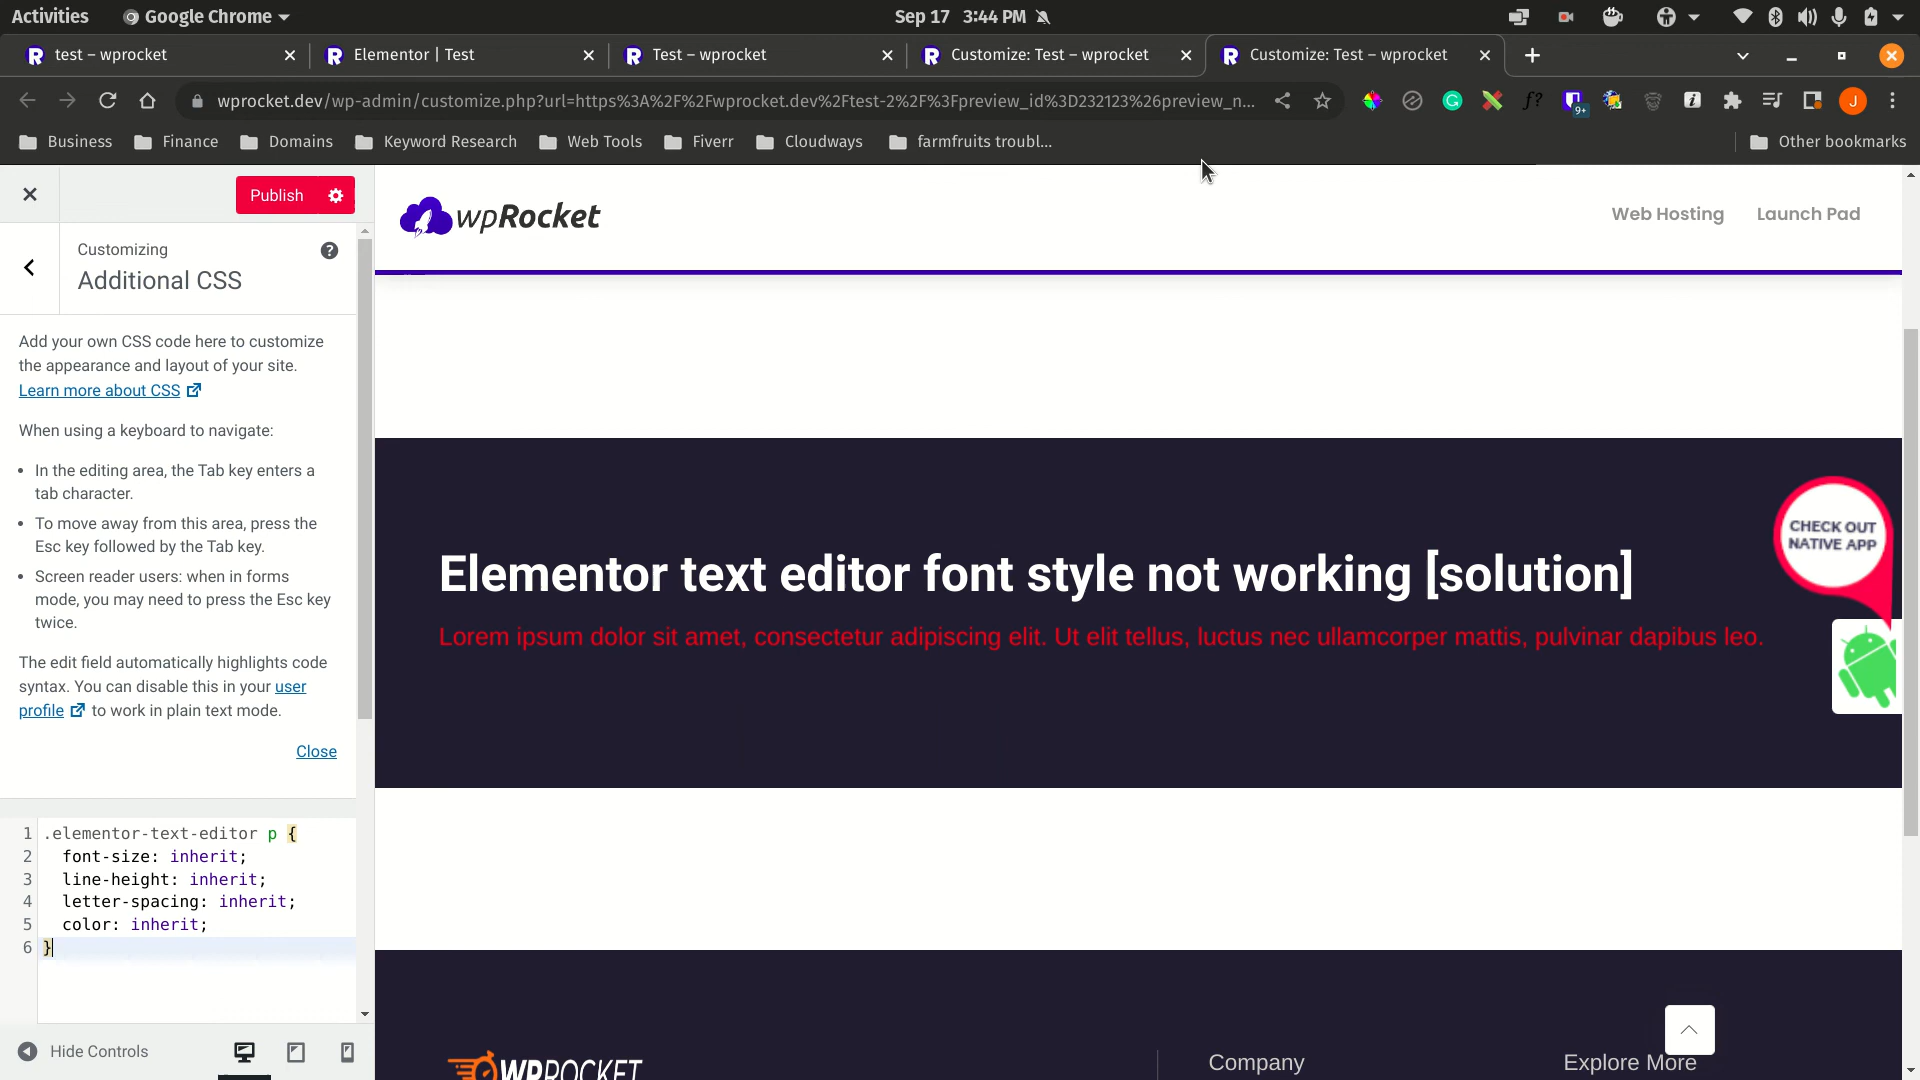 Activities
Google Chrome
Sep 17 3:44 PM
test – wprocket
Elementor | Test
Test – wprocket
Customize: Test – wprocket
Customize: Test – wprocket
wprocket.dev/wp-admin/customize.php?url=https%3A%2F%2Fwprocket.dev%2Ftest-2%2F%3Fpreview_id%3D232123%26preview_n...
f?
9+
J
Business
Finance
Domains
Keyword Research
Web Tools
Fiverr
Cloudways
farmfruits troubl...
Other bookmarks
Publish
wpRocket
Web Hosting
Launch Pad
Customizing
Additional CSS
Add your own CSS code here to customize
the appearance and layout of your site.
Learn more about CSS
When using a keyboard to navigate:
• In the editing area, the Tab key enters a
tab character.
• To move away from this area, press the
Esc key followed by the Tab key.
• Screen reader users: when in forms
mode, you may need to press the Esc key
twice.
The edit field automatically highlights code
syntax. You can disable this in your user
profile to work in plain text mode.
Close
1 .elementor-text-editor p {
2 font-size: inherit;
3 line-height: inherit;
4 letter-spacing: inherit;
5 color: inherit;
6 }
Hide Controls
CHECK OUT
NATIVE APP
Elementor text editor font style not working [solution]
Lorem ipsum dolor sit amet, consectetur adipiscing elit. Ut elit tellus, luctus nec ullamcorper mattis, pulvinar dapibus leo.
WPROCKET
Company
Explore More